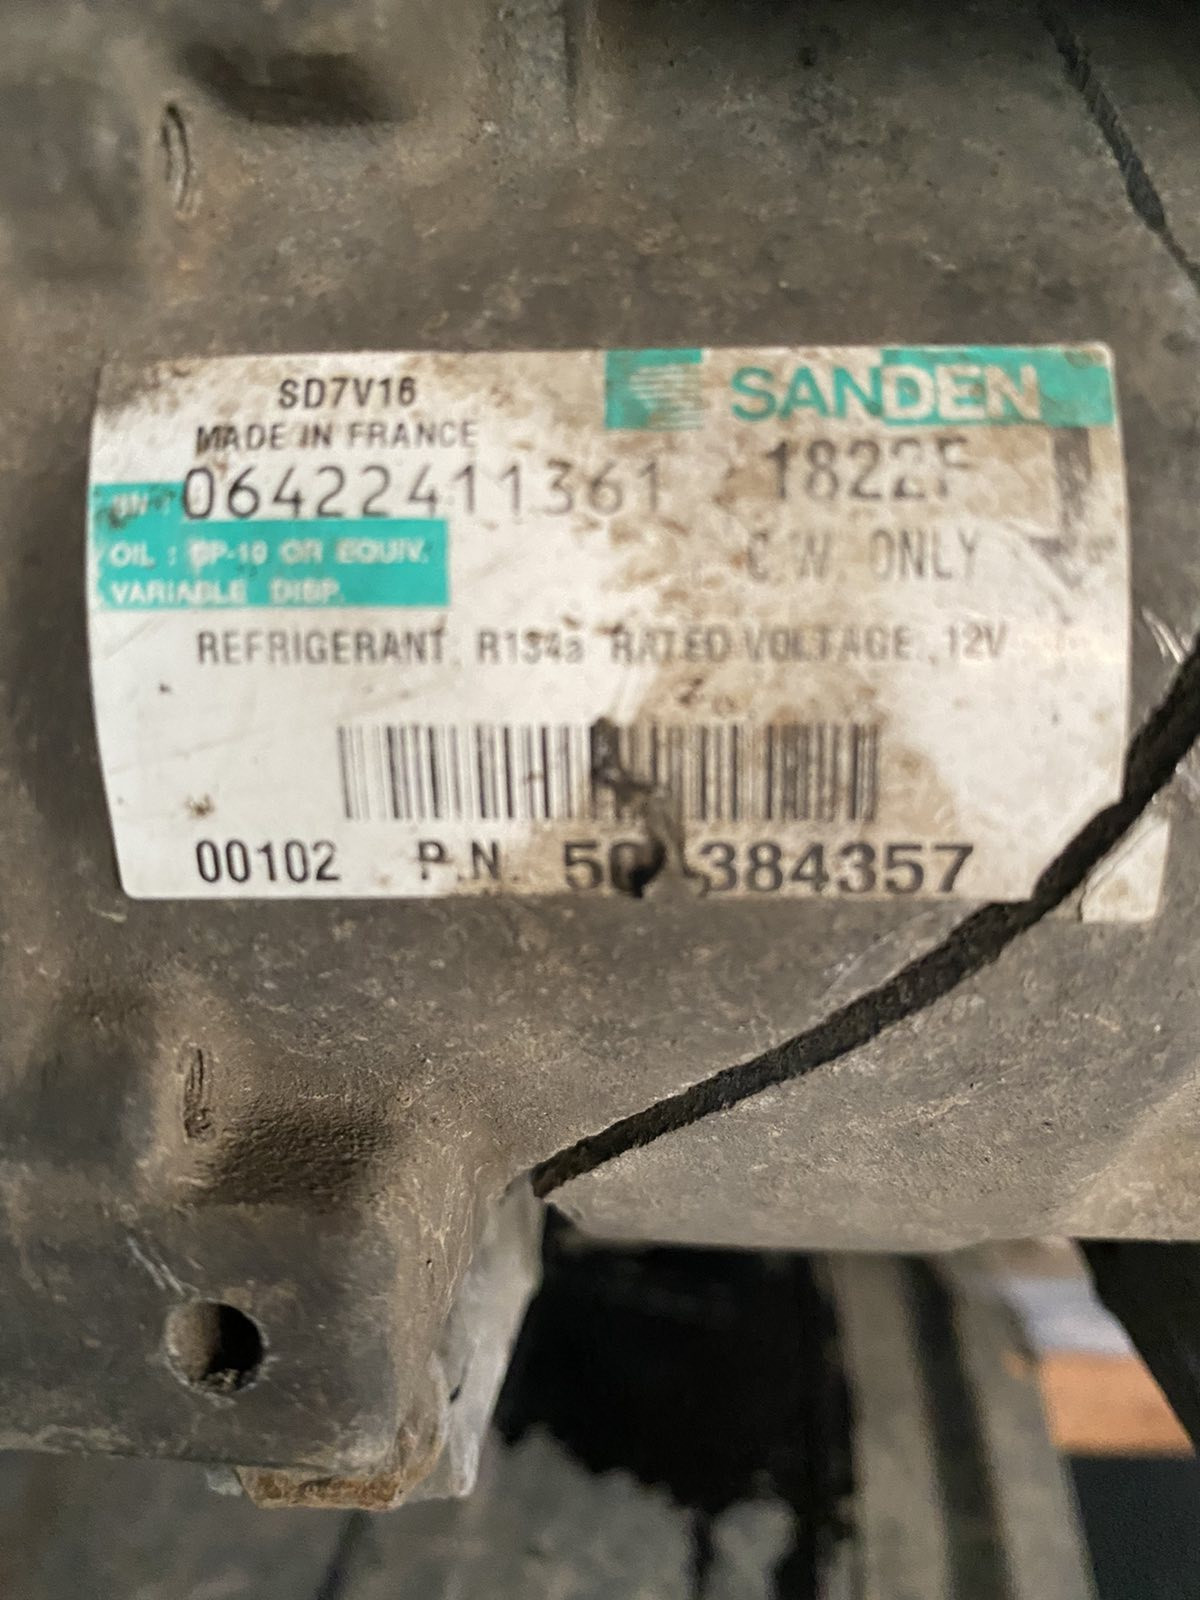 SD7V16
SANDEN
MADE IN FRANCE
06422411361 1822F
C W ONLY
OIL : SP-10 OR EQUIV.
VARIABLE DISP.
REFRIGERANT R134a RATED VOLTAGE 12V
00102 P.N. 384357